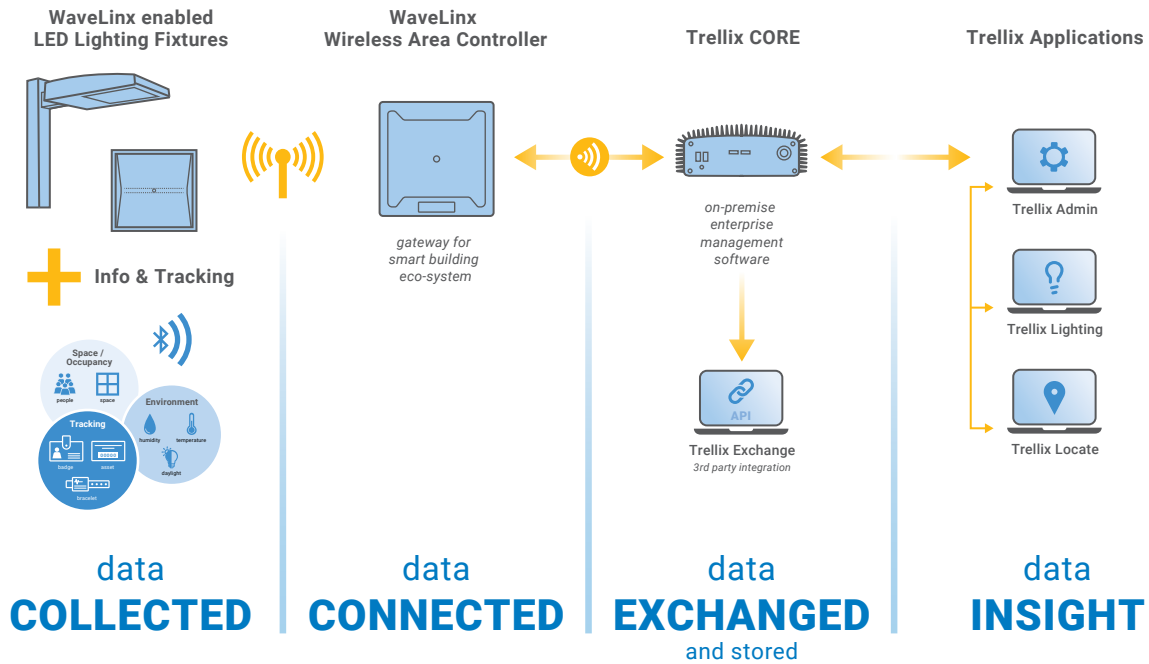 WaveLinx enabled
LED Lighting Fixtures
Info & Tracking
Space /
Occupancy
people
space
Environment
humidity
temperature
daylight
Tracking
badge
asset
bracelet
data
COLLECTED
WaveLinx
Wireless Area Controller
gateway for
smart building
eco-system
data
CONNECTED
Trellix CORE
on-premise
enterprise
management
software
API
Trellix Exchange
3rd party integration
data
EXCHANGED
and stored
Trellix Applications
Trellix Admin
Trellix Lighting
Trellix Locate
data
INSIGHT